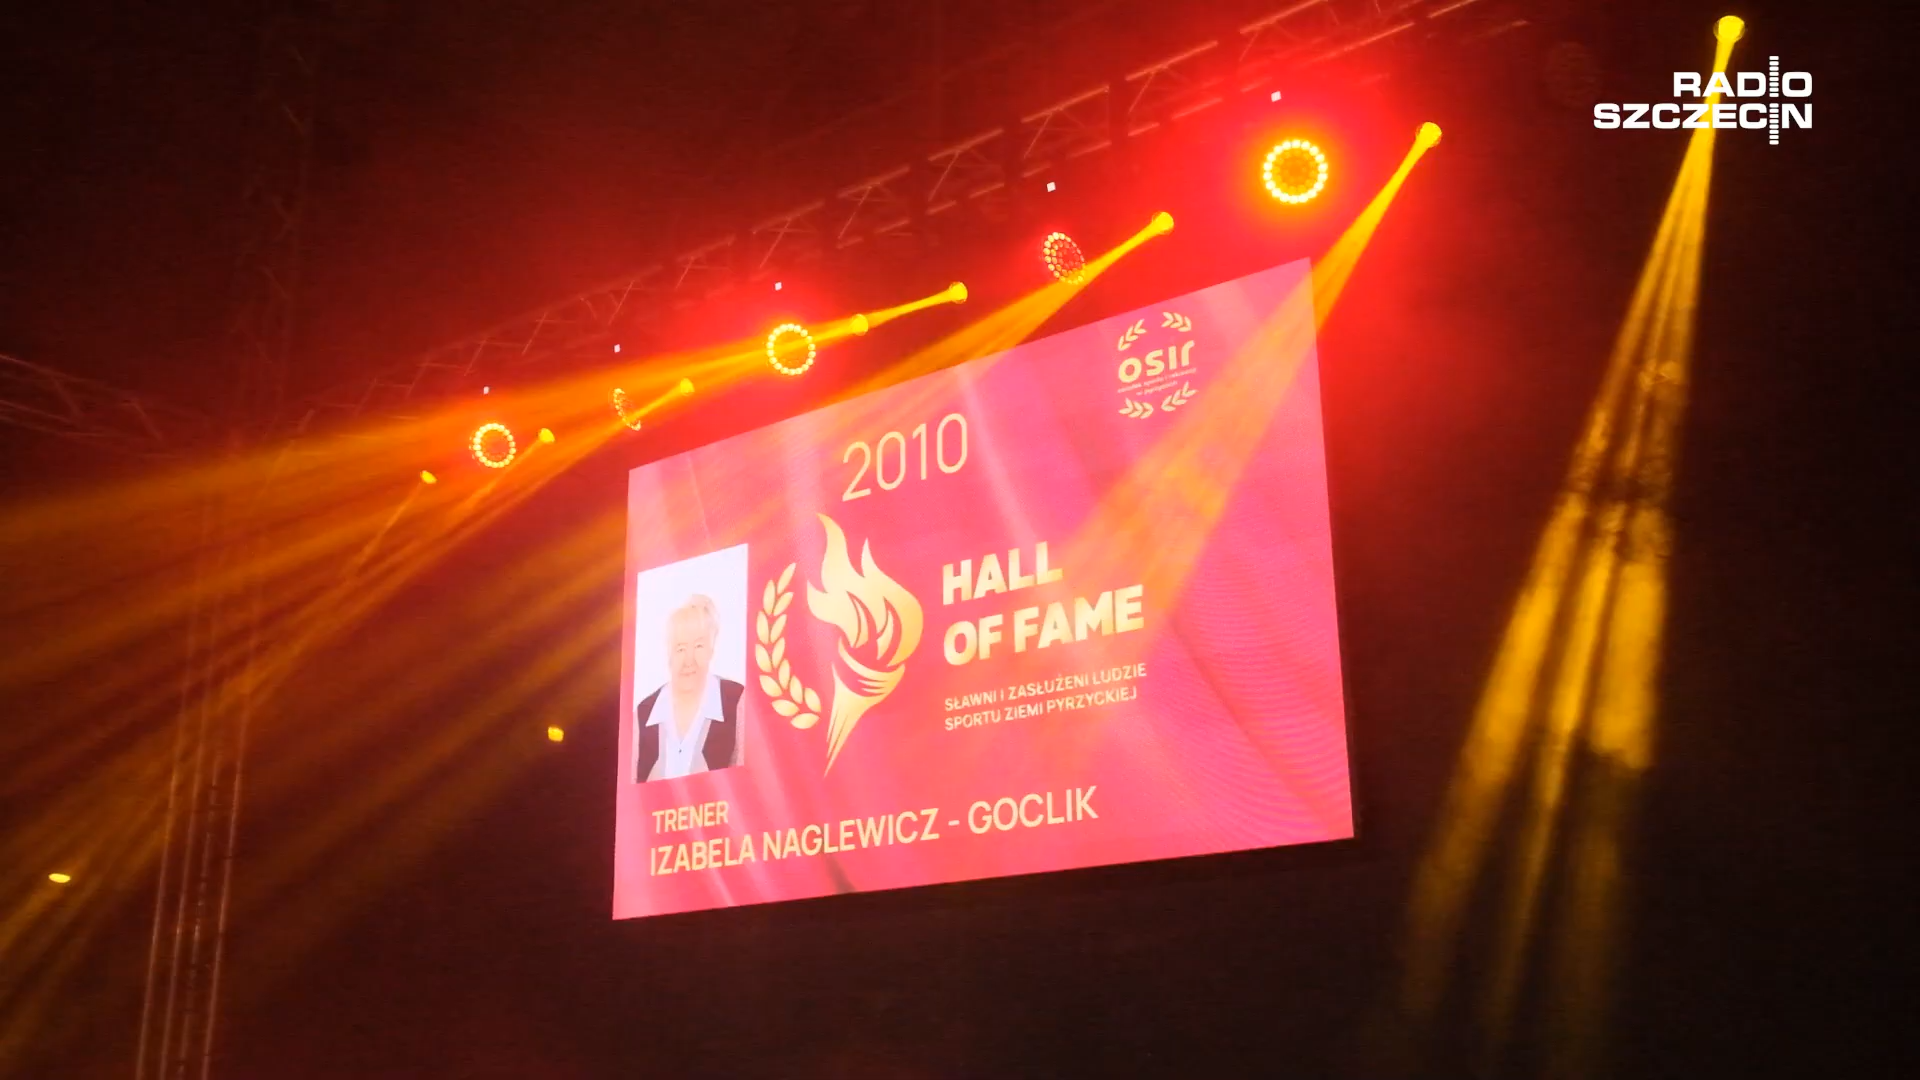 RADIO
SZCZECIN
osir
2010
HALL
OF FAME
SŁAWNI I ZASŁUŻENI LUDZIE
SPORTU ZIEMI PYRZYCKIEJ
TRENER
IZABELA NAGLEWICZ - GOCLIK